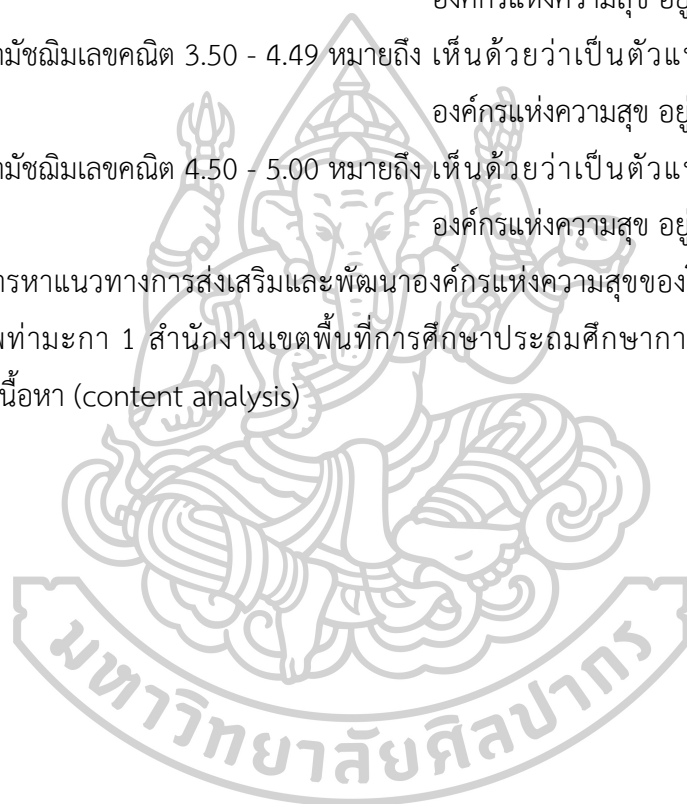 องค์กรแห่งความสุข อยู่
มัชฌิมเลขคณิต 3.50 - 4.49 หมายถึง เห็นด้วยว่าเป็นตัวแ
องค์กรแห่งความสุข อยู่
มัชฌิมเลขคณิต 4.50 - 5.00 หมายถึง เห็นด้วยว่าเป็นตัวแ
องค์กรแห่งความสุข อยู่
ารหาแนวทางการส่งเสริมและพัฒนาองค์กรแห่งความสุขของ
ท่ามะกา 1 สำนักงานเขตพื้นที่การศึกษาประถมศึกษากา
นื้อหา (content analysis)
มหาวิทยาลัยศิลปากร